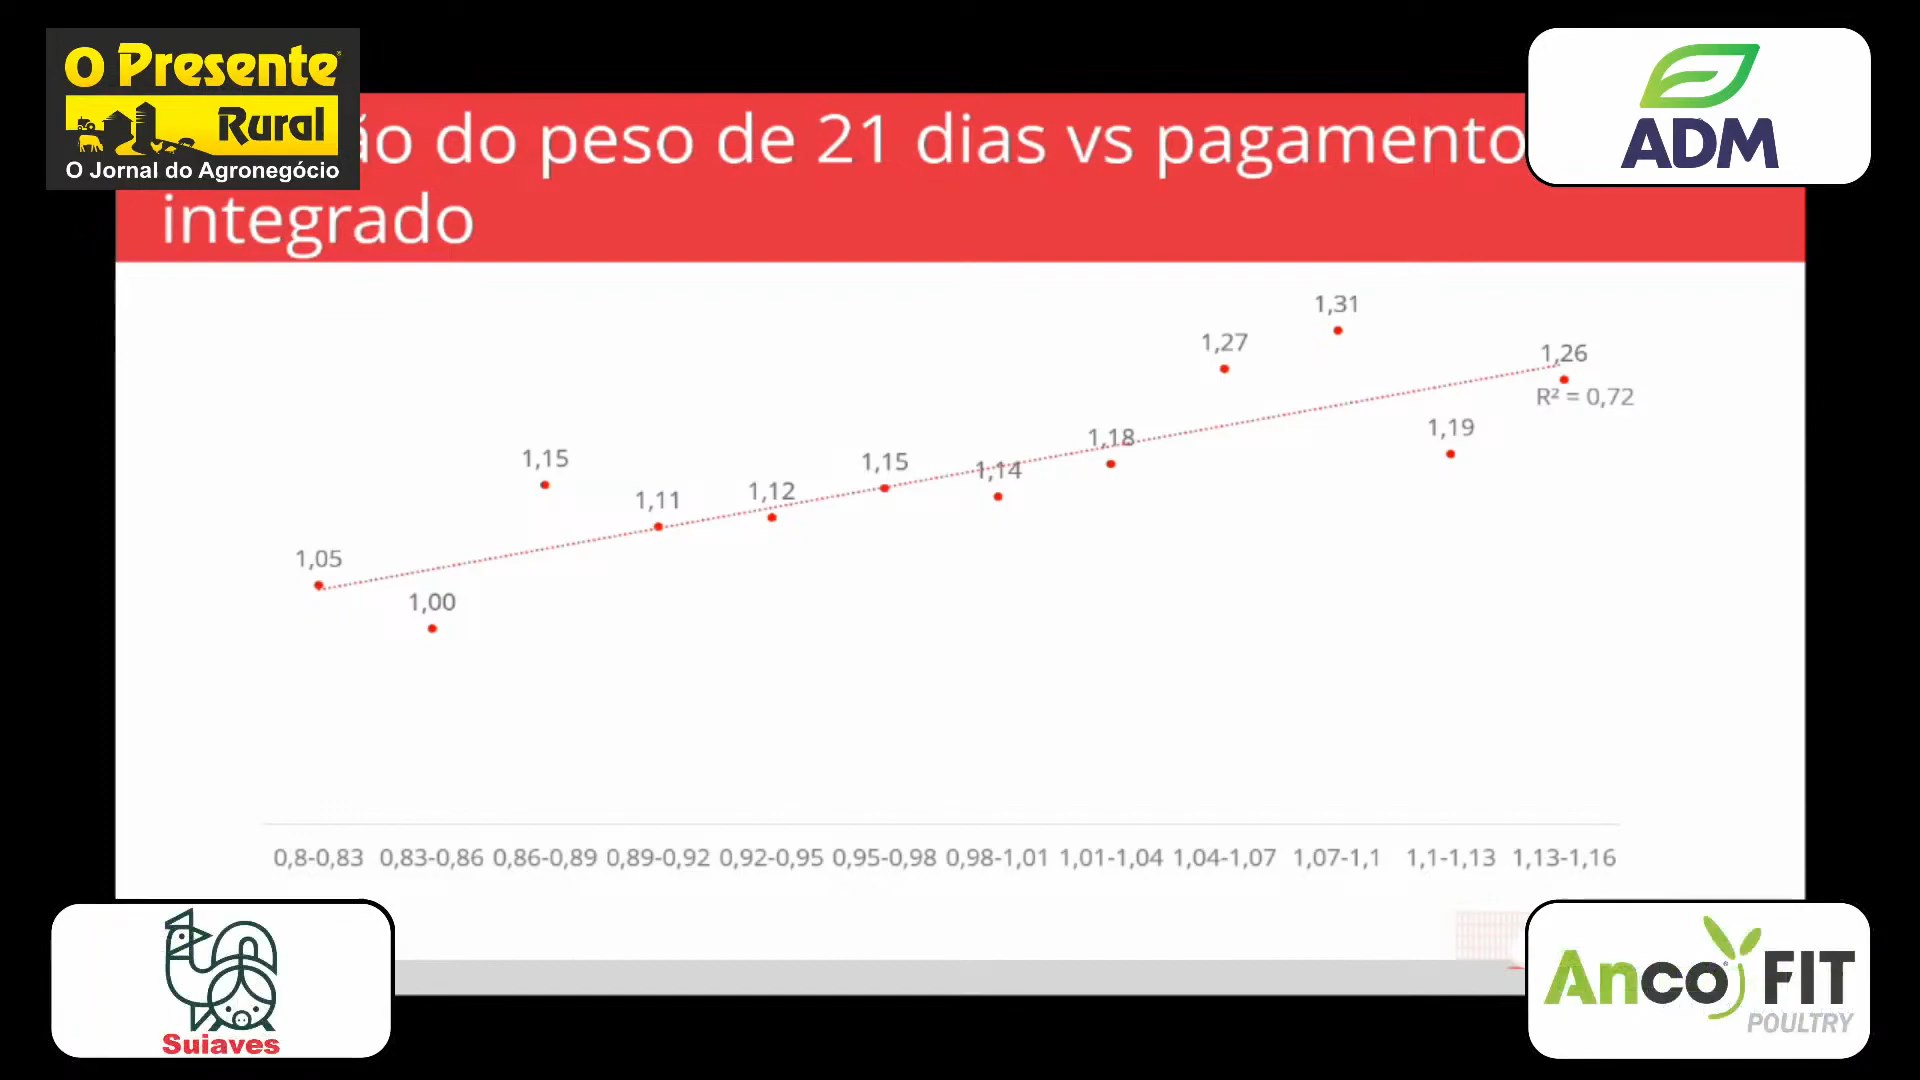 O Presente
Rural
O Jornal do Agronegócio
ADM
do peso de 21 dias vs pagamento
integrado
1,31
1,27
1,26
R² = 0,72
1,19
1,18
1,15
1,15
1,14
1,12
1,11
1,05
1,00
0,8-0,83 0,83-0,86 0,86-0,89 0,89-0,92 0,92-0,95 0,95-0,98 0,98-1,01 1,01-1,04 1,04-1,07 1,07-1,1 1,1-1,13 1,13-1,16
Suiaves
Anco FIT
POULTRY